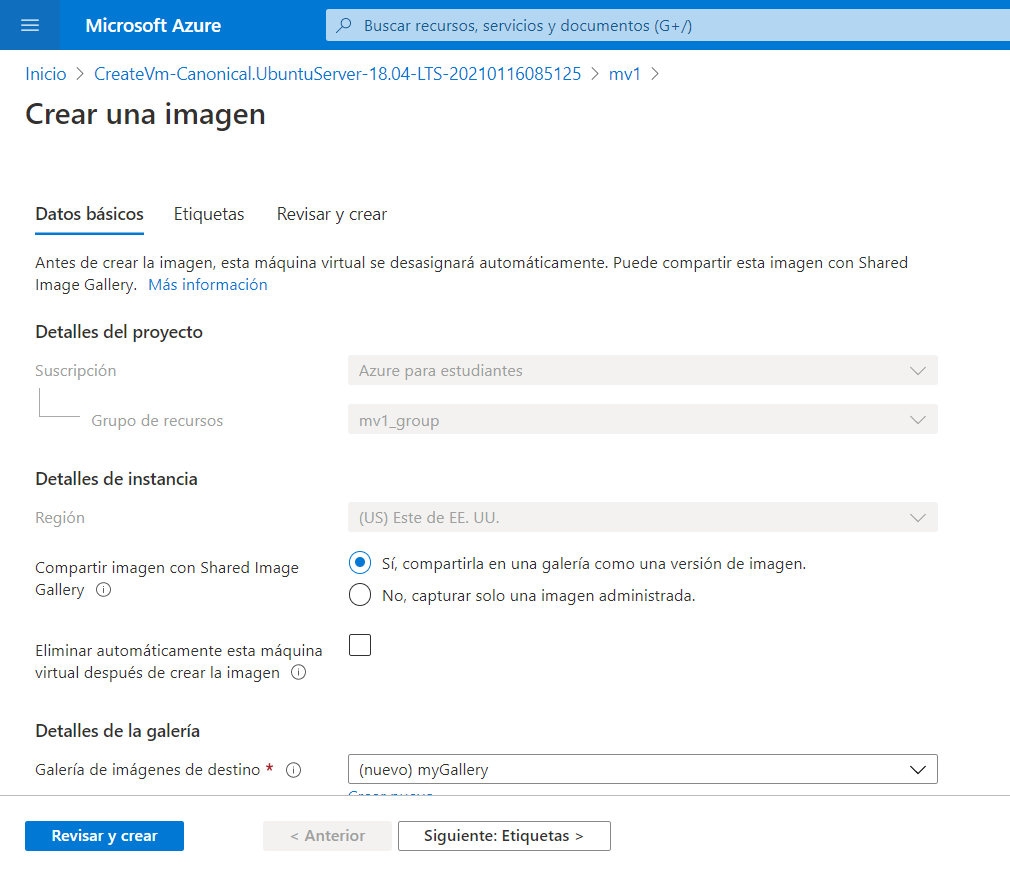 Microsoft Azure
Buscar recursos, servicios y documentos (G+/)
Inicio > CreateVm-Canonical.UbuntuServer-18.04-LTS-20210116085125 > mv1 >
Crear una imagen
Datos básicos Etiquetas Revisar y crear
Antes de crear la imagen, esta máquina virtual se desasignará automáticamente. Puede compartir esta imagen con Shared
Image Gallery. Más información
Detalles del proyecto
Suscripción
Azure para estudiantes
Grupo de recursos
mv1_group
Detalles de instancia
Región
(US) Este de EE. UU.
Compartir imagen con Shared Image
Gallery
Sí, compartirla en una galería como una versión de imagen.
No, capturar solo una imagen administrada.
Eliminar automáticamente esta máquina
virtual después de crear la imagen
Detalles de la galería
Galería de imágenes de destino *
(nuevo) myGallery
Crear nuevo
Revisar y crear
< Anterior
Siguiente: Etiquetas >